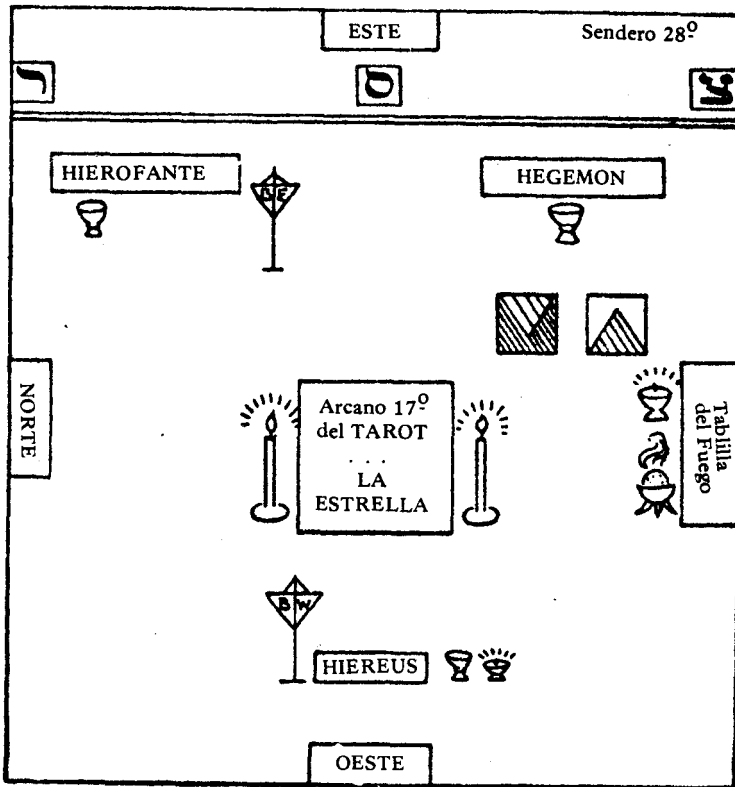 ESTE
Sendero 28º
HIEROFANTE
B E
HEGEMON
NORTE
Arcano 17º
del TAROT
. . .
LA
ESTRELLA
Tablilla
del Fuego
B W
HIEREUS
OESTE